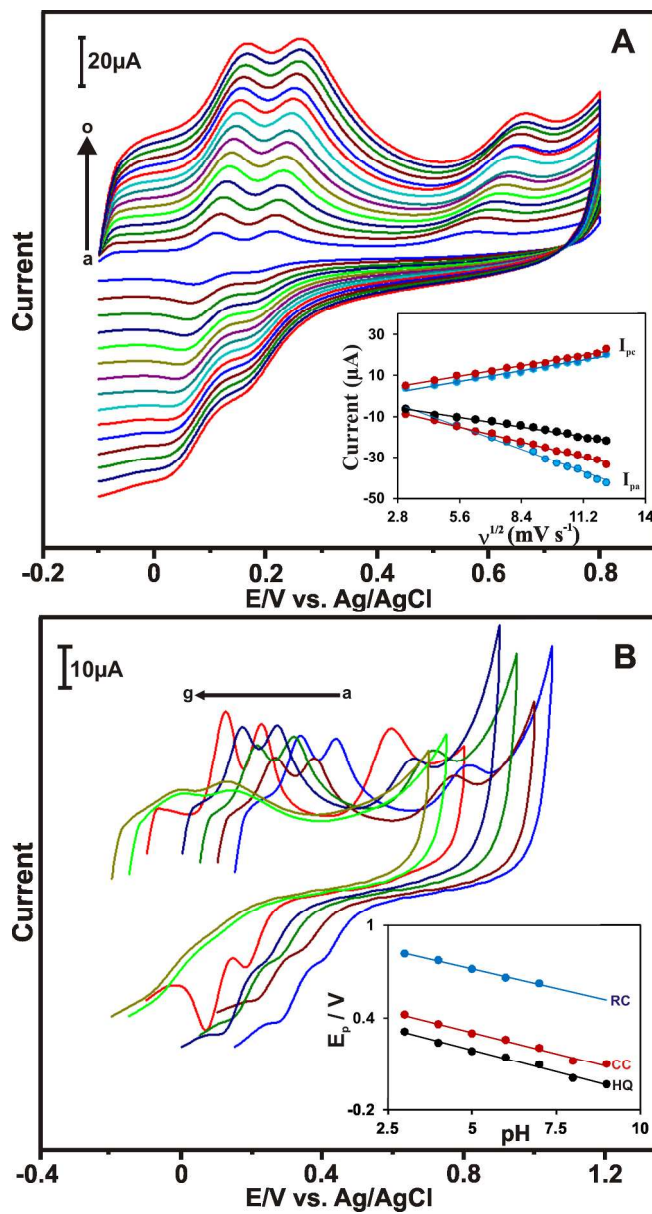 A
20µA
o
a
Current
30
10
-10
-30
-50
Current (µA)
I_pc
I_pa
2.8 5.6 8.4 11.2 14
ν^1/2 (mV s^-1)
-0.2 0 0.2 0.4 0.6 0.8
E/V vs. Ag/AgCl
B
10µA
g a
Current
1
0.4
-0.2
E_p / V
RC
CC
HQ
2.5 5 7.5 10
pH
-0.4 0 0.4 0.8 1.2
E/V vs. Ag/AgCl